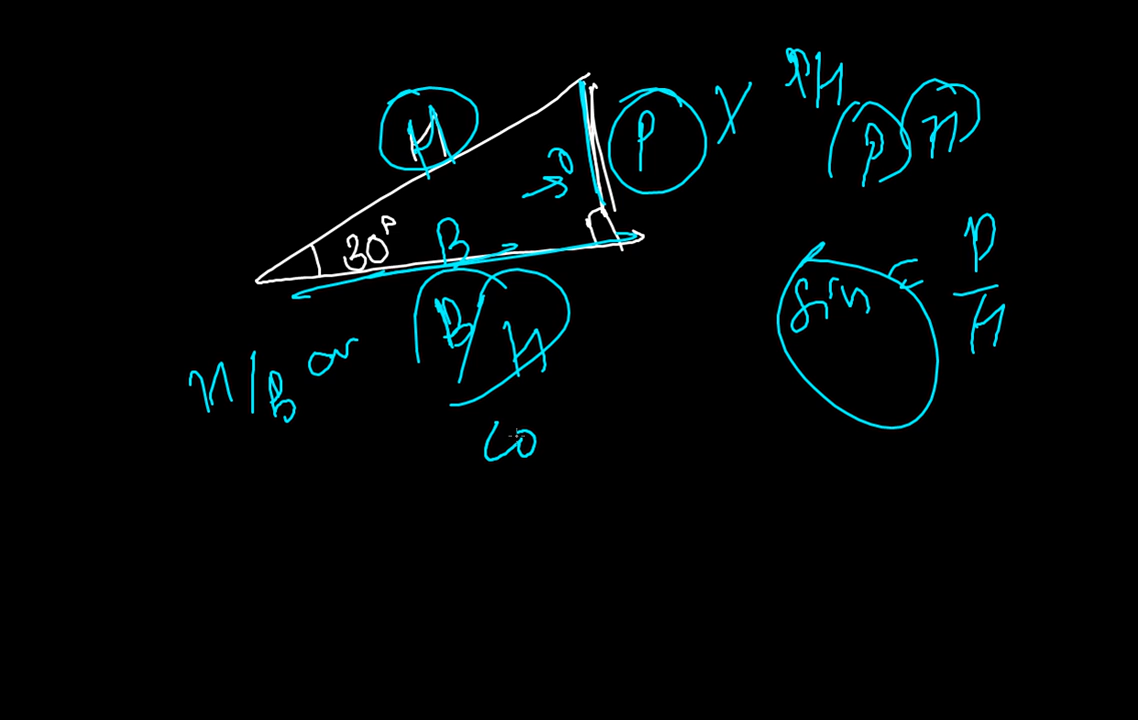 H
P X
PH
P H
30°
B
B/H
H/B or
sin = P/H
co